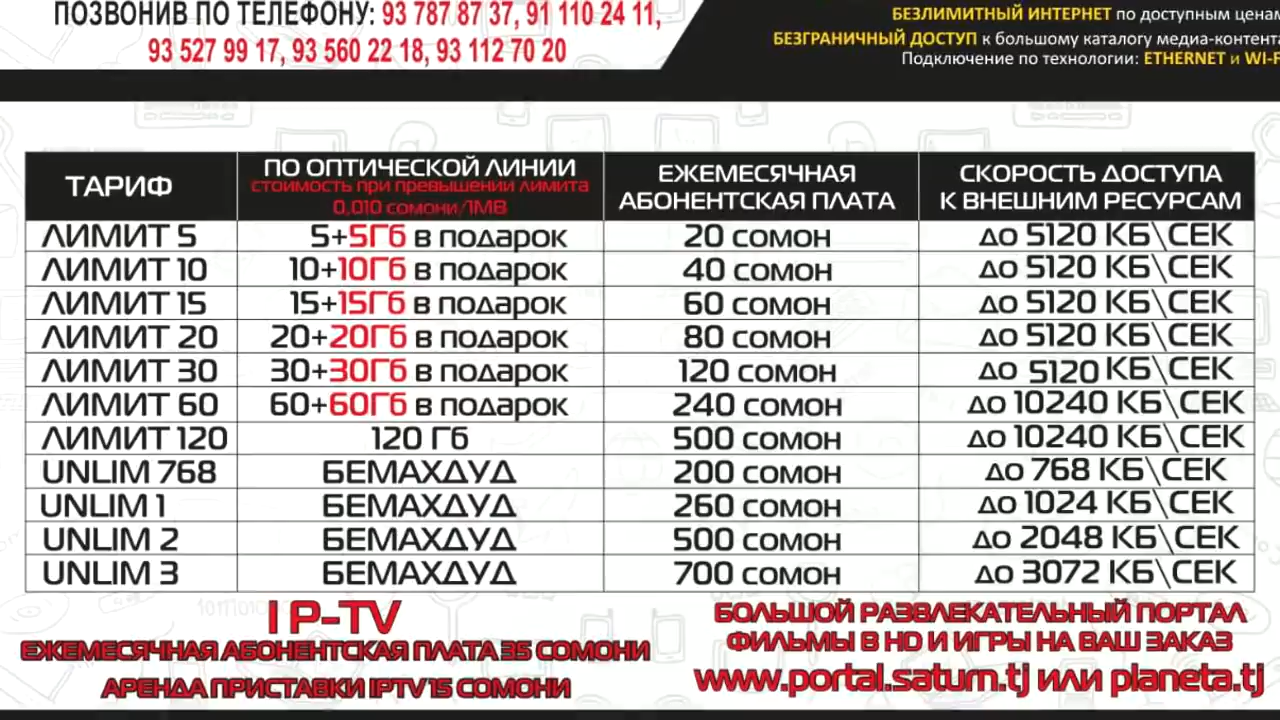 ПОЗВОНИВ ПО ТЕЛЕФОНУ: 93 787 87 37, 91 110 24 11,
93 527 99 17, 93 560 22 18, 93 112 70 20
БЕЗЛИМИТНЫЙ ИНТЕРНЕТ по доступным ценам
БЕЗГРАНИЧНЫЙ ДОСТУП к большому каталогу медиа-контента
Подключение по технологии: ETHERNET и WI-F
ТАРИФ
ПО ОПТИЧЕСКОЙ ЛИНИИ
стоимость при превышении лимита
0,010 сомони/1МВ
ЕЖЕМЕСЯЧНАЯ
АБОНЕНТСКАЯ ПЛАТА
СКОРОСТЬ ДОСТУПА
К ВНЕШНИМ РЕСУРСАМ
ЛИМИТ 5 5+5Гб в подарок 20 сомон до 5120 КБ\СЕК
ЛИМИТ 10 10+10Гб в подарок 40 сомон до 5120 КБ\СЕК
ЛИМИТ 15 15+15Гб в подарок 60 сомон до 5120 КБ\СЕК
ЛИМИТ 20 20+20Гб в подарок 80 сомон до 5120 КБ\СЕК
ЛИМИТ 30 30+30Гб в подарок 120 сомон до 5120 КБ\СЕК
ЛИМИТ 60 60+60Гб в подарок 240 сомон до 10240 КБ\СЕК
ЛИМИТ 120 120 Гб 500 сомон до 10240 КБ\СЕК
UNLIM 768 БЕМАХДУД 200 сомон до 768 КБ\СЕК
UNLIM 1 БЕМАХДУД 260 сомон до 1024 КБ\СЕК
UNLIM 2 БЕМАХДУД 500 сомон до 2048 КБ\СЕК
UNLIM 3 БЕМАХДУД 700 сомон до 3072 КБ\СЕК
IP-TV
ЕЖЕМЕСЯЧНАЯ АБОНЕНТСКАЯ ПЛАТА 35 СОМОНИ
АРЕНДА ПРИСТАВКИ IPTV 15 СОМОНИ
БОЛЬШОЙ РАЗВЛЕКАТЕЛЬНЫЙ ПОРТАЛ
ФИЛЬМЫ В HD И ИГРЫ НА ВАШ ЗАКАЗ
www.portal.saturn.tj или planeta.tj